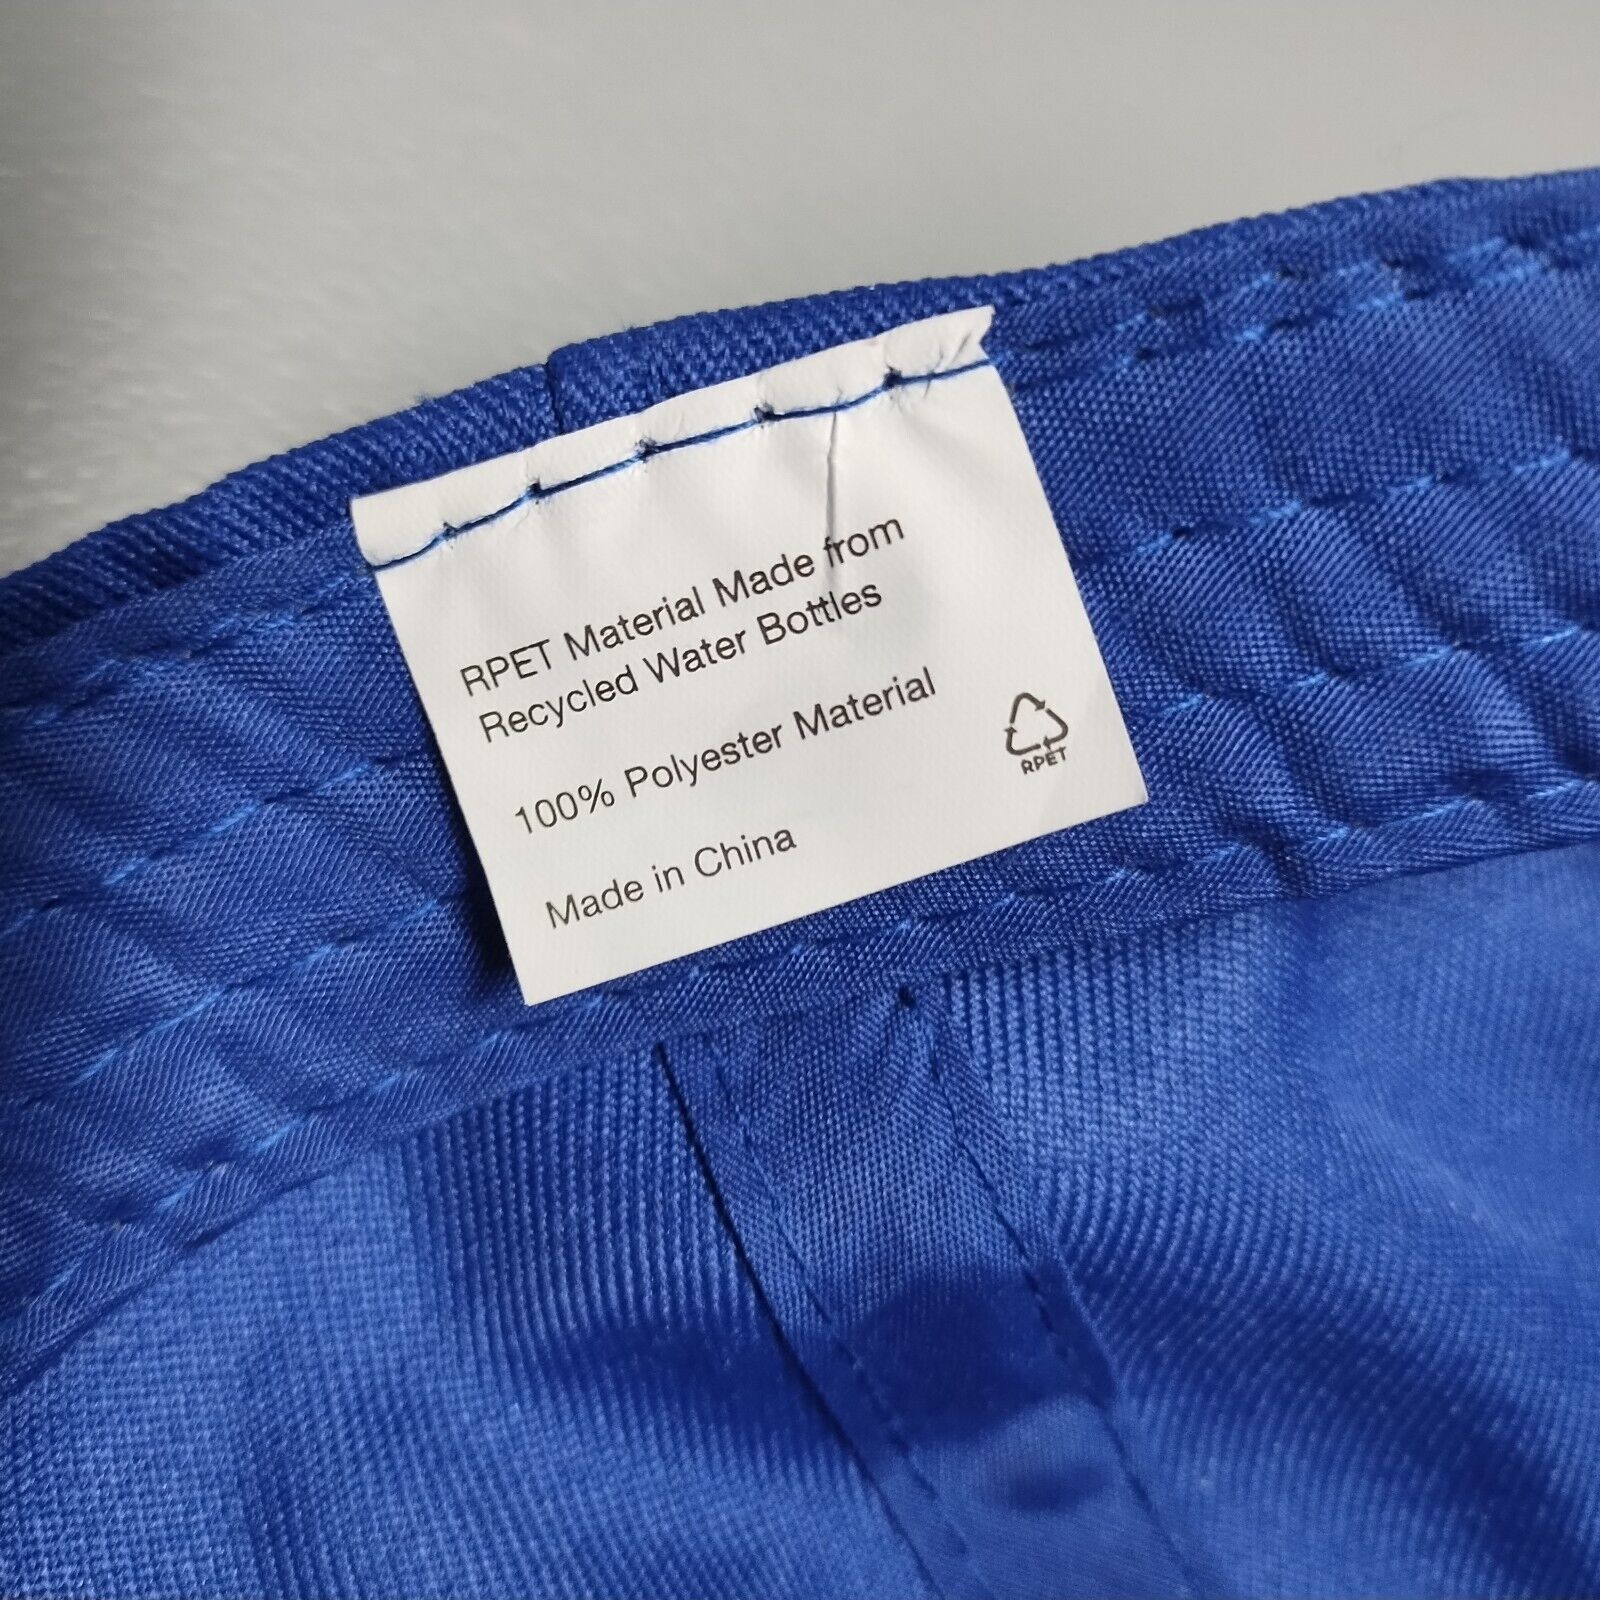 RPET Material Made from
Recycled Water Bottles
100% Polyester Material
RPET
Made in China